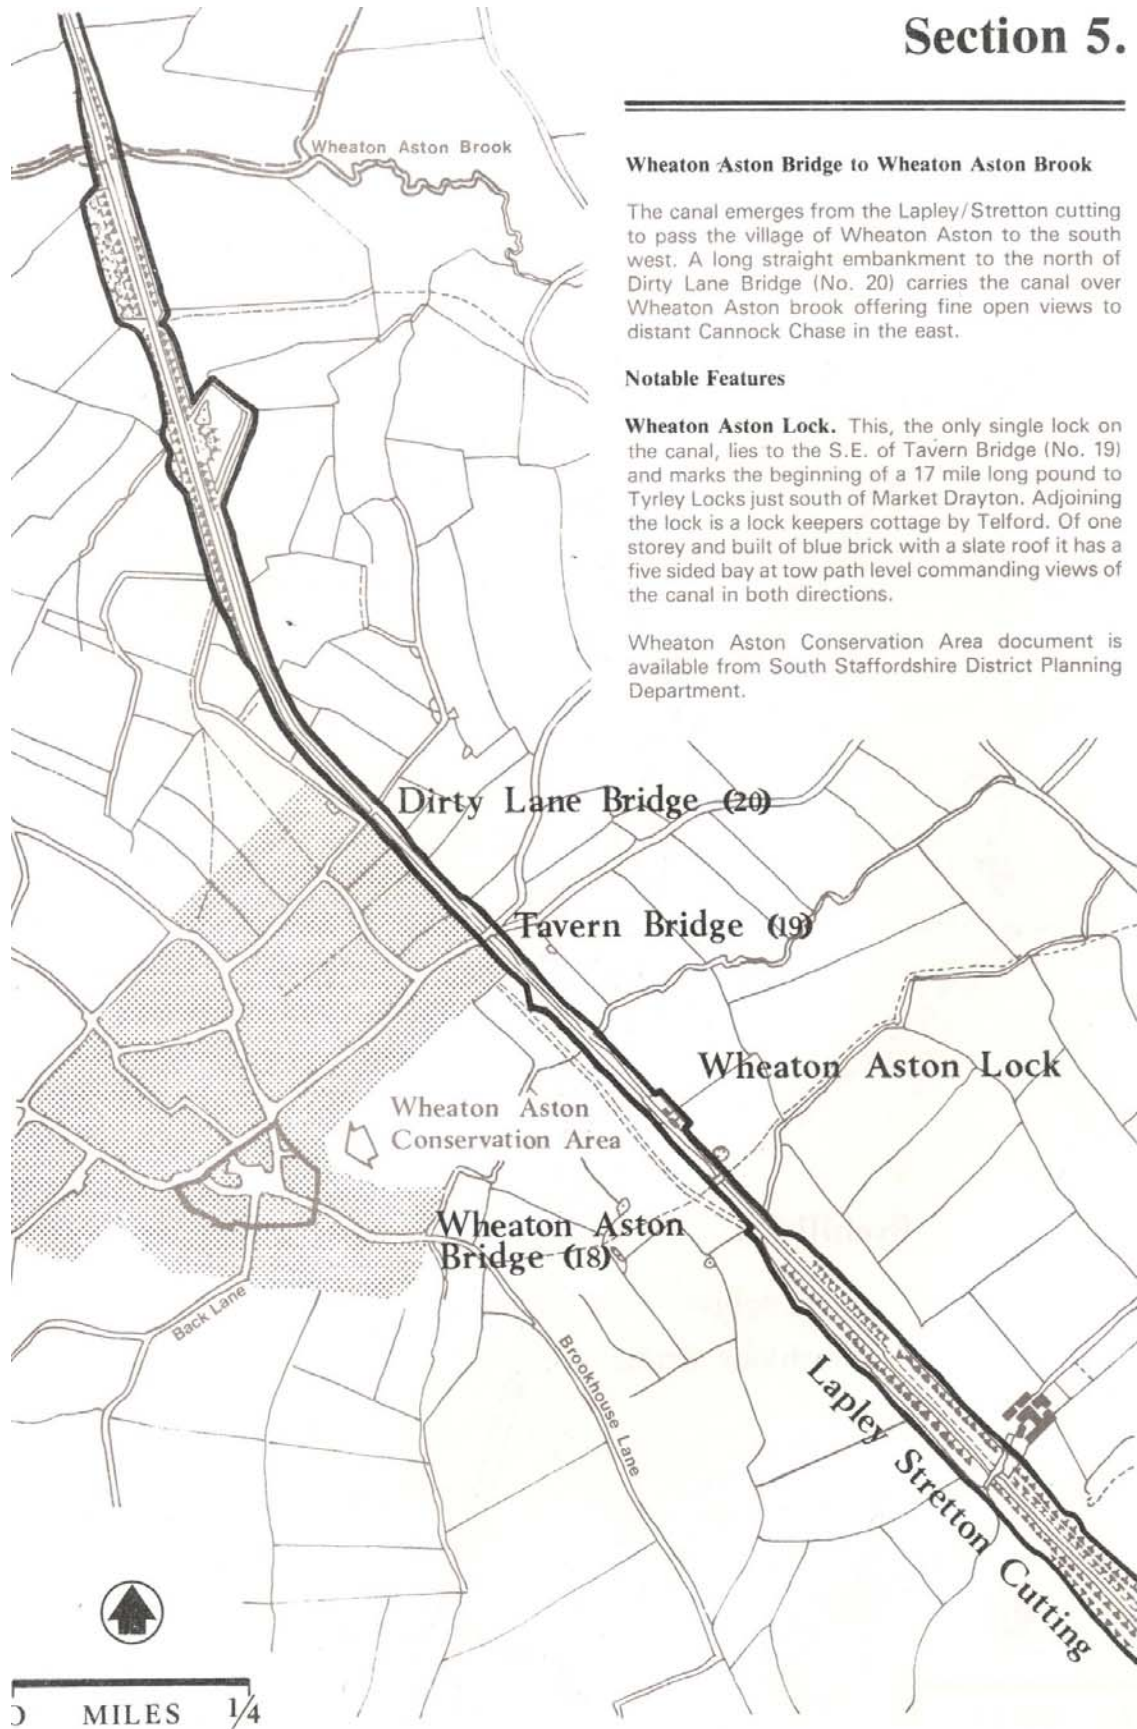 Section 5.
Wheaton Aston Brook
Wheaton Aston Bridge to Wheaton Aston Brook
The canal emerges from the Lapley/Stretton cutting
to pass the village of Wheaton Aston to the south
west. A long straight embankment to the north of
Dirty Lane Bridge (No. 20) carries the canal over
Wheaton Aston brook offering fine open views to
distant Cannock Chase in the east.
Notable Features
Wheaton Aston Lock. This, the only single lock on
the canal, lies to the S.E. of Tavern Bridge (No. 19)
and marks the beginning of a 17 mile long pound to
Tyrley Locks just south of Market Drayton. Adjoining
the lock is a lock keepers cottage by Telford. Of one
storey and built of blue brick with a slate roof it has a
five sided bay at tow path level commanding views of
the canal in both directions.
Wheaton Aston Conservation Area document is
available from South Staffordshire District Planning
Department.
Dirty Lane Bridge (20)
Tavern Bridge (19)
Wheaton Aston Lock
Wheaton Aston
Conservation Area
Wheaton Aston
Bridge (18)
Back Lane
Brookhouse Lane
Lapley Stretton Cutting
0 MILES 1/4